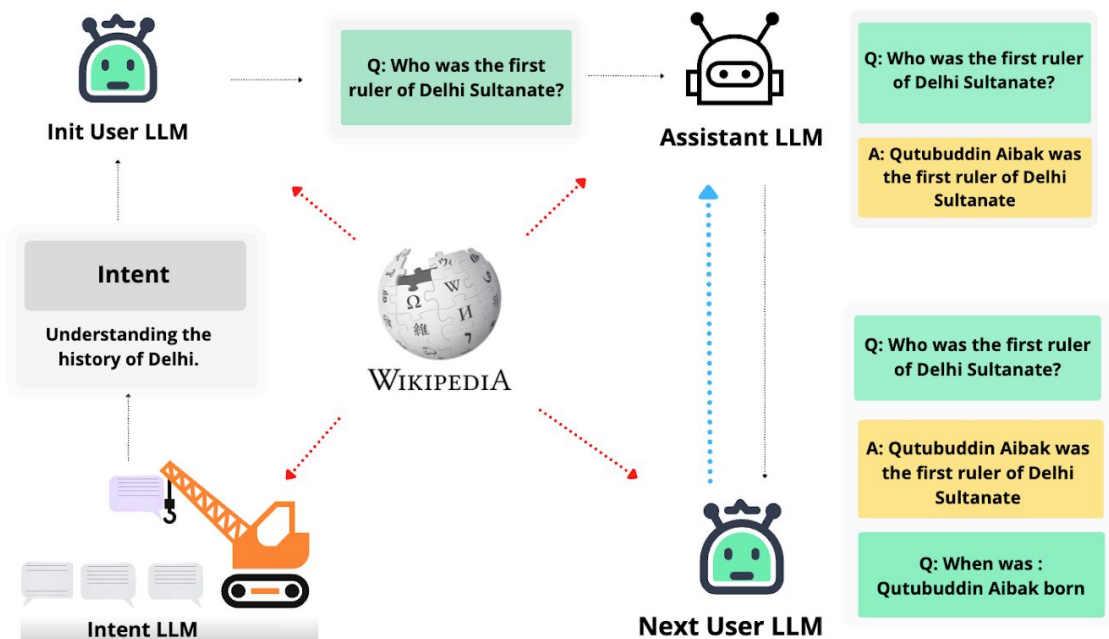 Init User LLM
Q: Who was the first
ruler of Delhi Sultanate?
Assistant LLM
Q: Who was the first ruler
of Delhi Sultanate?
A: Qutubuddin Aibak was
the first ruler of Delhi
Sultanate
Intent
Understanding the
history of Delhi.
Ω
W
維
И
WIKIPEDIA
Intent LLM
Next User LLM
Q: Who was the first ruler
of Delhi Sultanate?
A: Qutubuddin Aibak was
the first ruler of Delhi
Sultanate
Q: When was :
Qutubuddin Aibak born